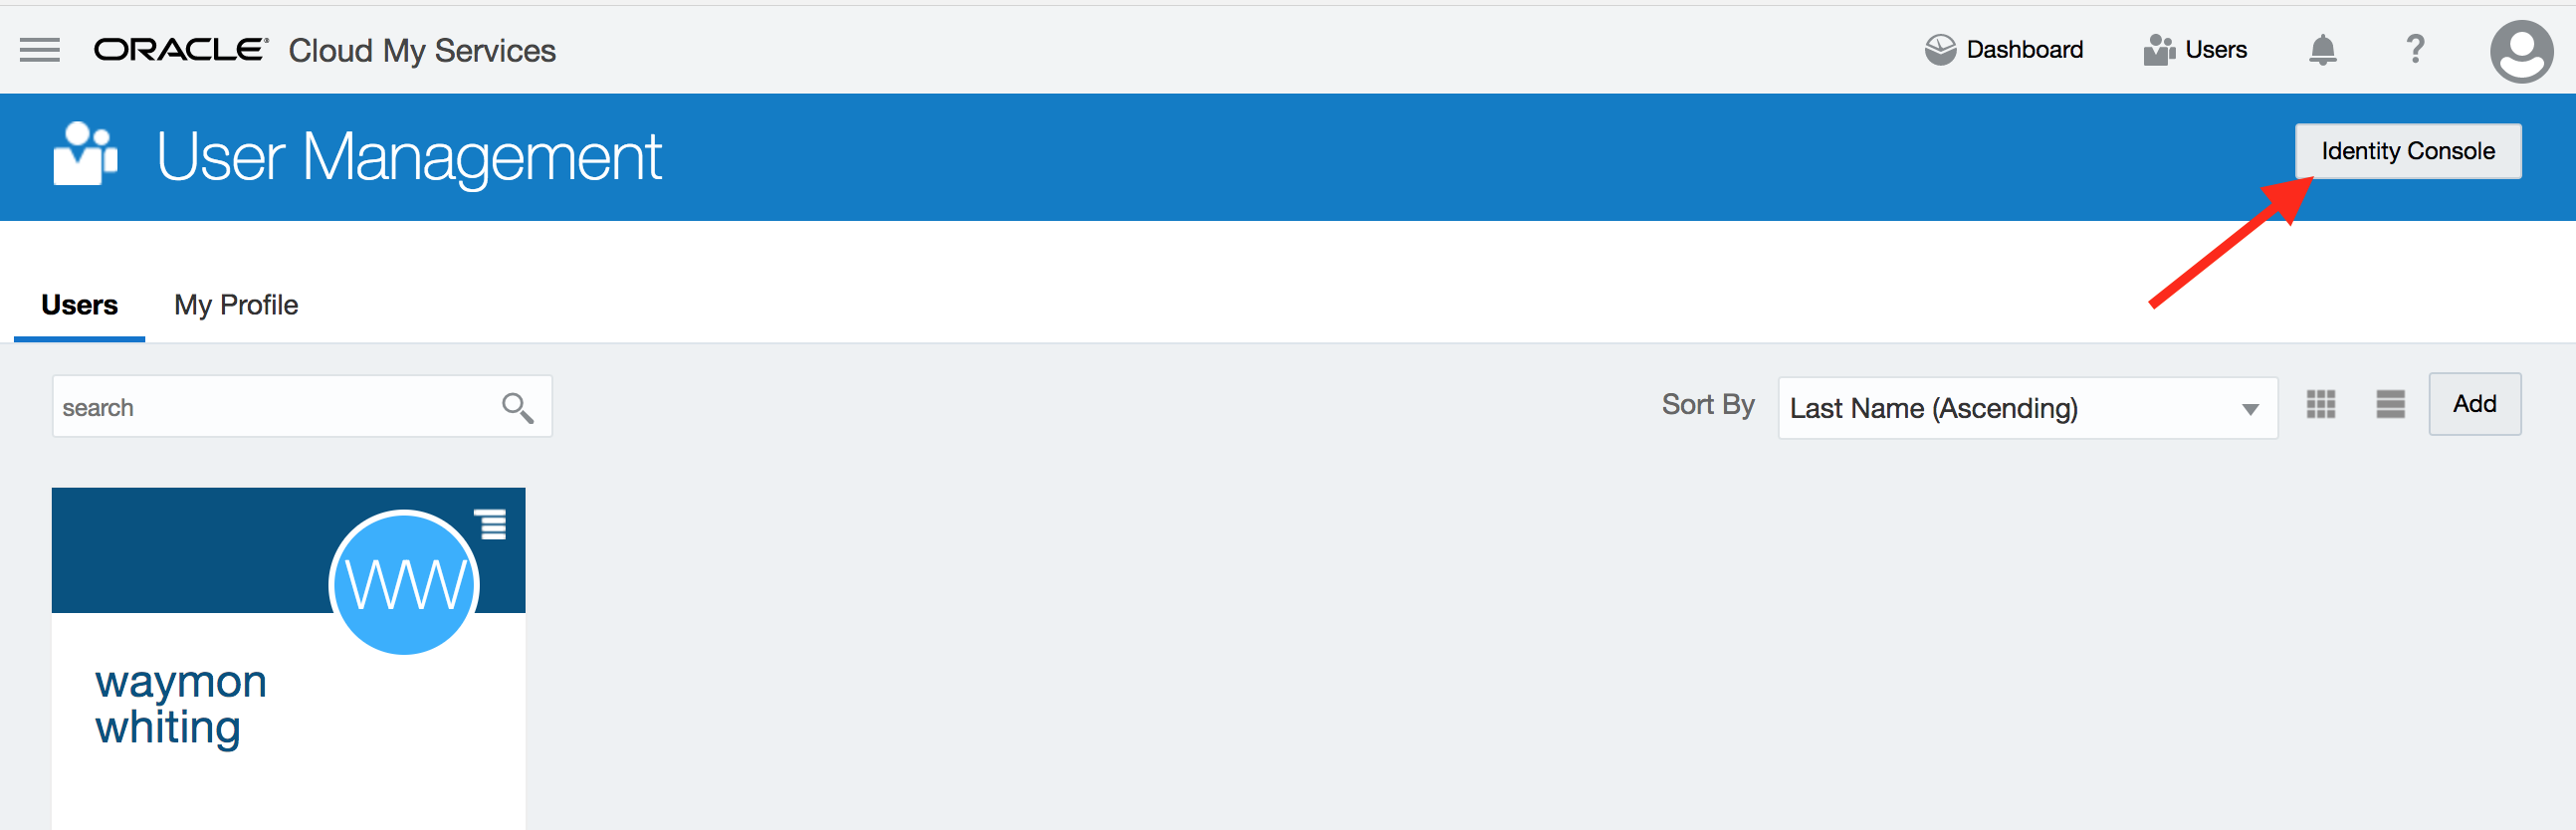 ORACLE® Cloud My Services Dashboard Users ?
User Management Identity Console
Users My Profile
search Sort By Last Name (Ascending) Add
WW
waymon
whiting